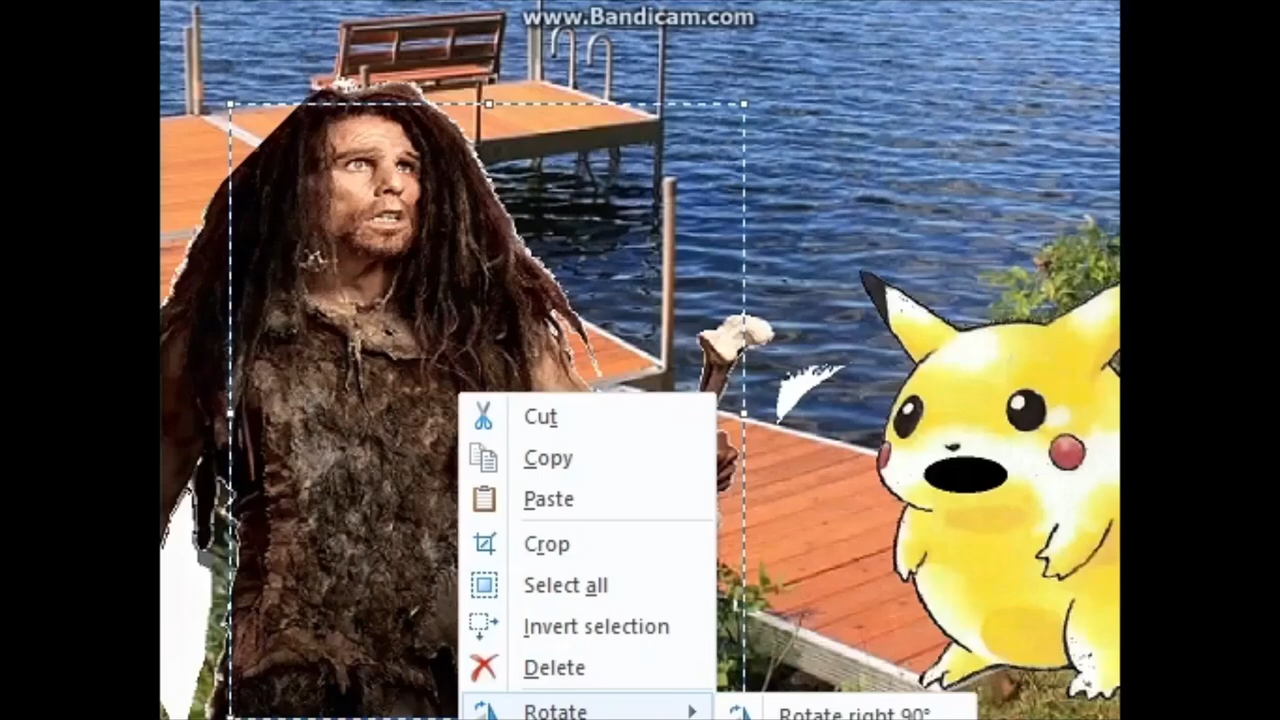 www.Bandicam.com
Cut
Copy
Paste
Crop
Select all
Invert selection
Delete
Rotate
Rotate right 90°